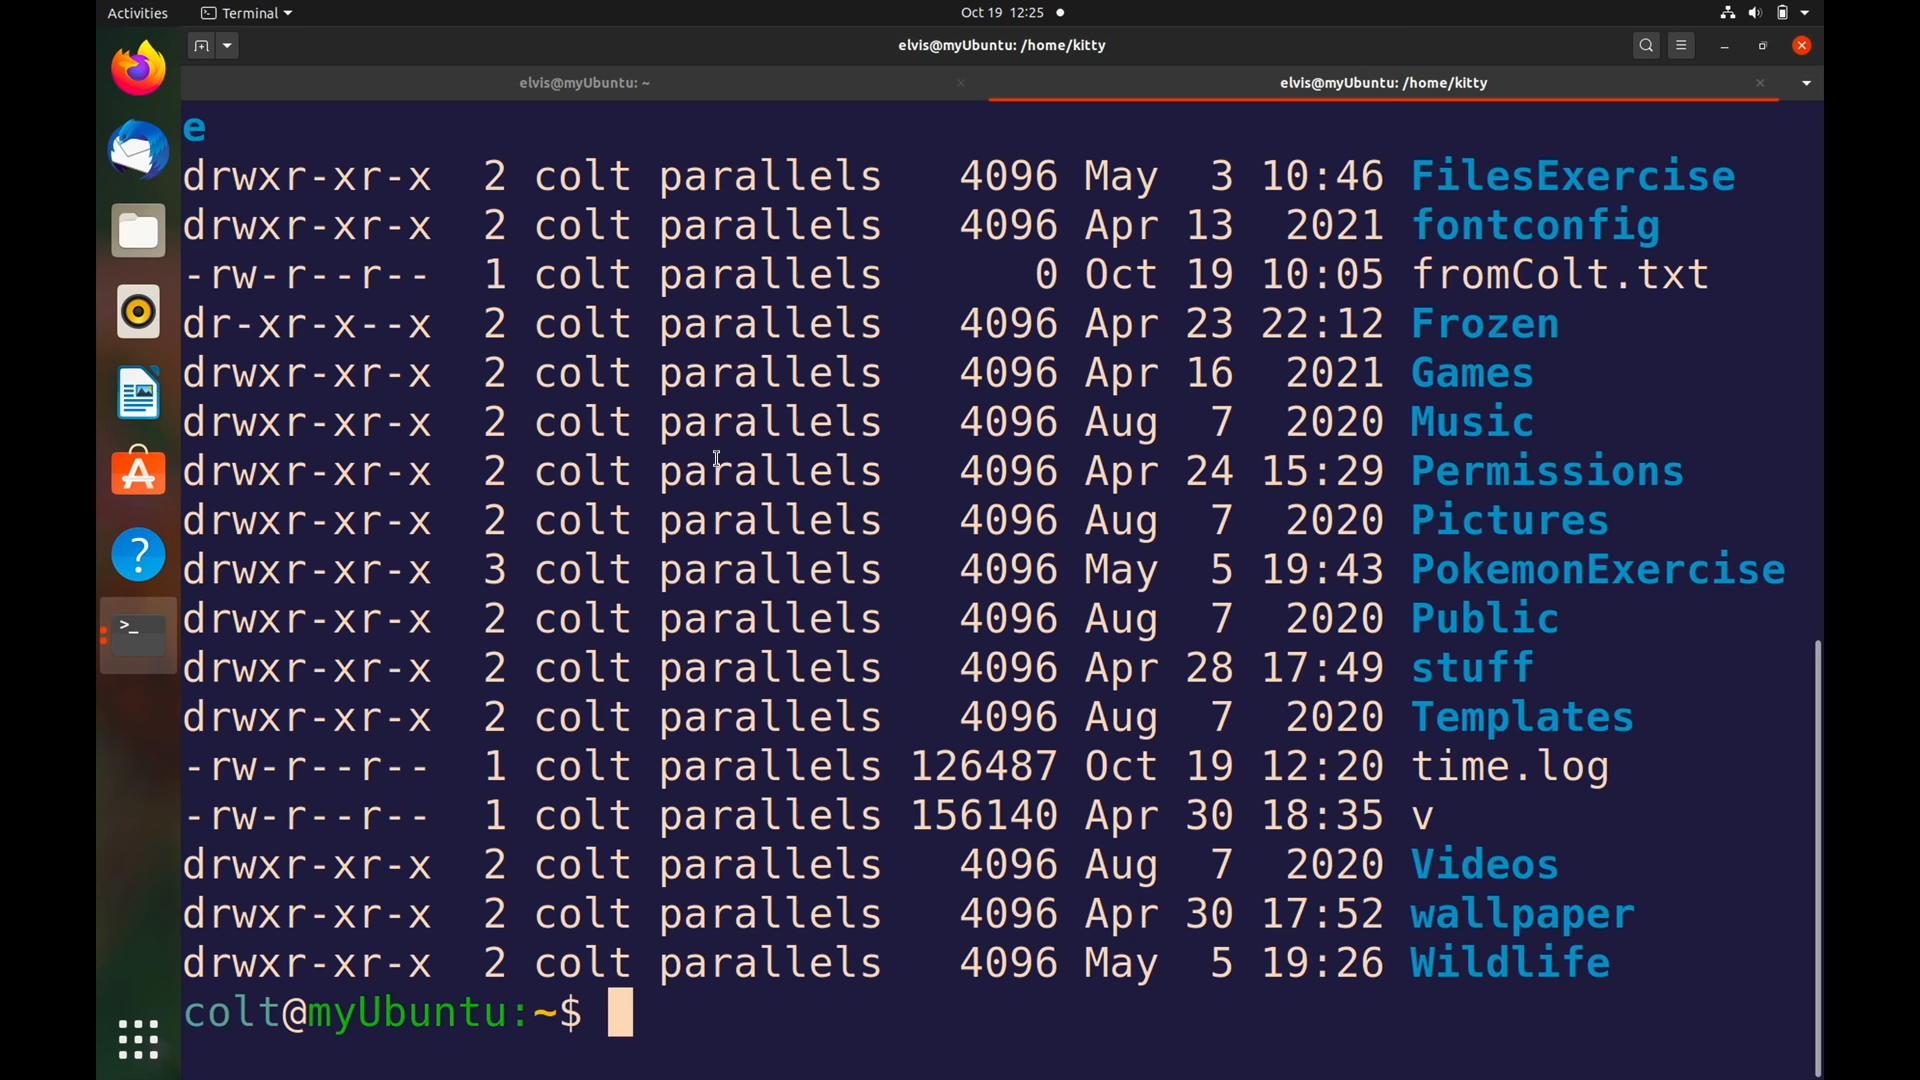 Activities Terminal Oct 19 12:25
elvis@myUbuntu: /home/kitty
elvis@myUbuntu: ~ elvis@myUbuntu: /home/kitty
e
drwxr-xr-x 2 colt parallels 4096 May 3 10:46 FilesExercise
drwxr-xr-x 2 colt parallels 4096 Apr 13 2021 fontconfig
-rw-r--r-- 1 colt parallels 0 Oct 19 10:05 fromColt.txt
dr-xr-x--x 2 colt parallels 4096 Apr 23 22:12 Frozen
drwxr-xr-x 2 colt parallels 4096 Apr 16 2021 Games
drwxr-xr-x 2 colt parallels 4096 Aug 7 2020 Music
drwxr-xr-x 2 colt parallels 4096 Apr 24 15:29 Permissions
drwxr-xr-x 2 colt parallels 4096 Aug 7 2020 Pictures
drwxr-xr-x 3 colt parallels 4096 May 5 19:43 PokemonExercise
drwxr-xr-x 2 colt parallels 4096 Aug 7 2020 Public
drwxr-xr-x 2 colt parallels 4096 Apr 28 17:49 stuff
drwxr-xr-x 2 colt parallels 4096 Aug 7 2020 Templates
-rw-r--r-- 1 colt parallels 126487 Oct 19 12:20 time.log
-rw-r--r-- 1 colt parallels 156140 Apr 30 18:35 v
drwxr-xr-x 2 colt parallels 4096 Aug 7 2020 Videos
drwxr-xr-x 2 colt parallels 4096 Apr 30 17:52 wallpaper
drwxr-xr-x 2 colt parallels 4096 May 5 19:26 Wildlife
colt@myUbuntu:~$